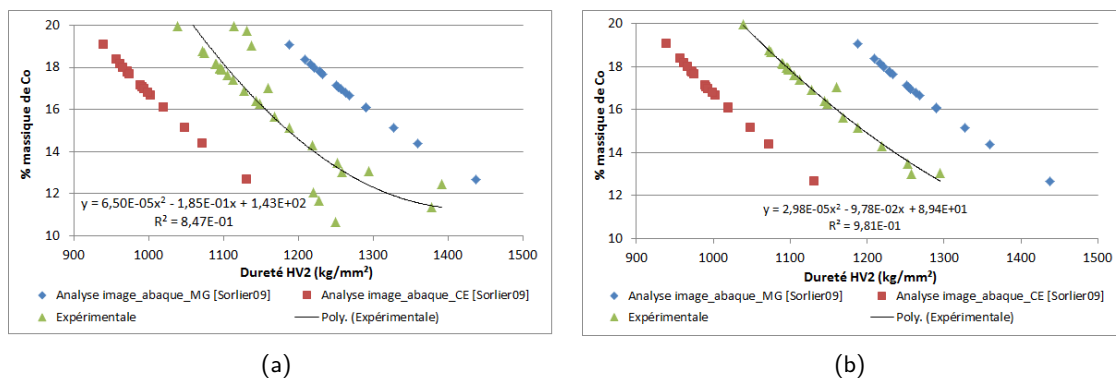 20
18
16
14
12
10
% massique de Co
y = 6,50E-05x² - 1,85E-01x + 1,43E+02
R² = 8,47E-01
900 1000 1100 1200 1300 1400 1500
Dureté HV2 (kg/mm²)
Analyse image_abaque_MG [Sorlier09]
Analyse image_abaque_CE [Sorlier09]
Expérimentale
Poly. (Expérimentale)
(a)
20
18
16
14
12
10
% massique de Co
y = 2,98E-05x² - 9,78E-02x + 8,94E+01
R² = 9,81E-01
900 1000 1100 1200 1300 1400 1500
Dureté HV2 (kg/mm²)
Analyse image_abaque_MG [Sorlier09]
Analyse image_abaque_CE [Sorlier09]
Expérimentale
Poly. (Expérimentale)
(b)